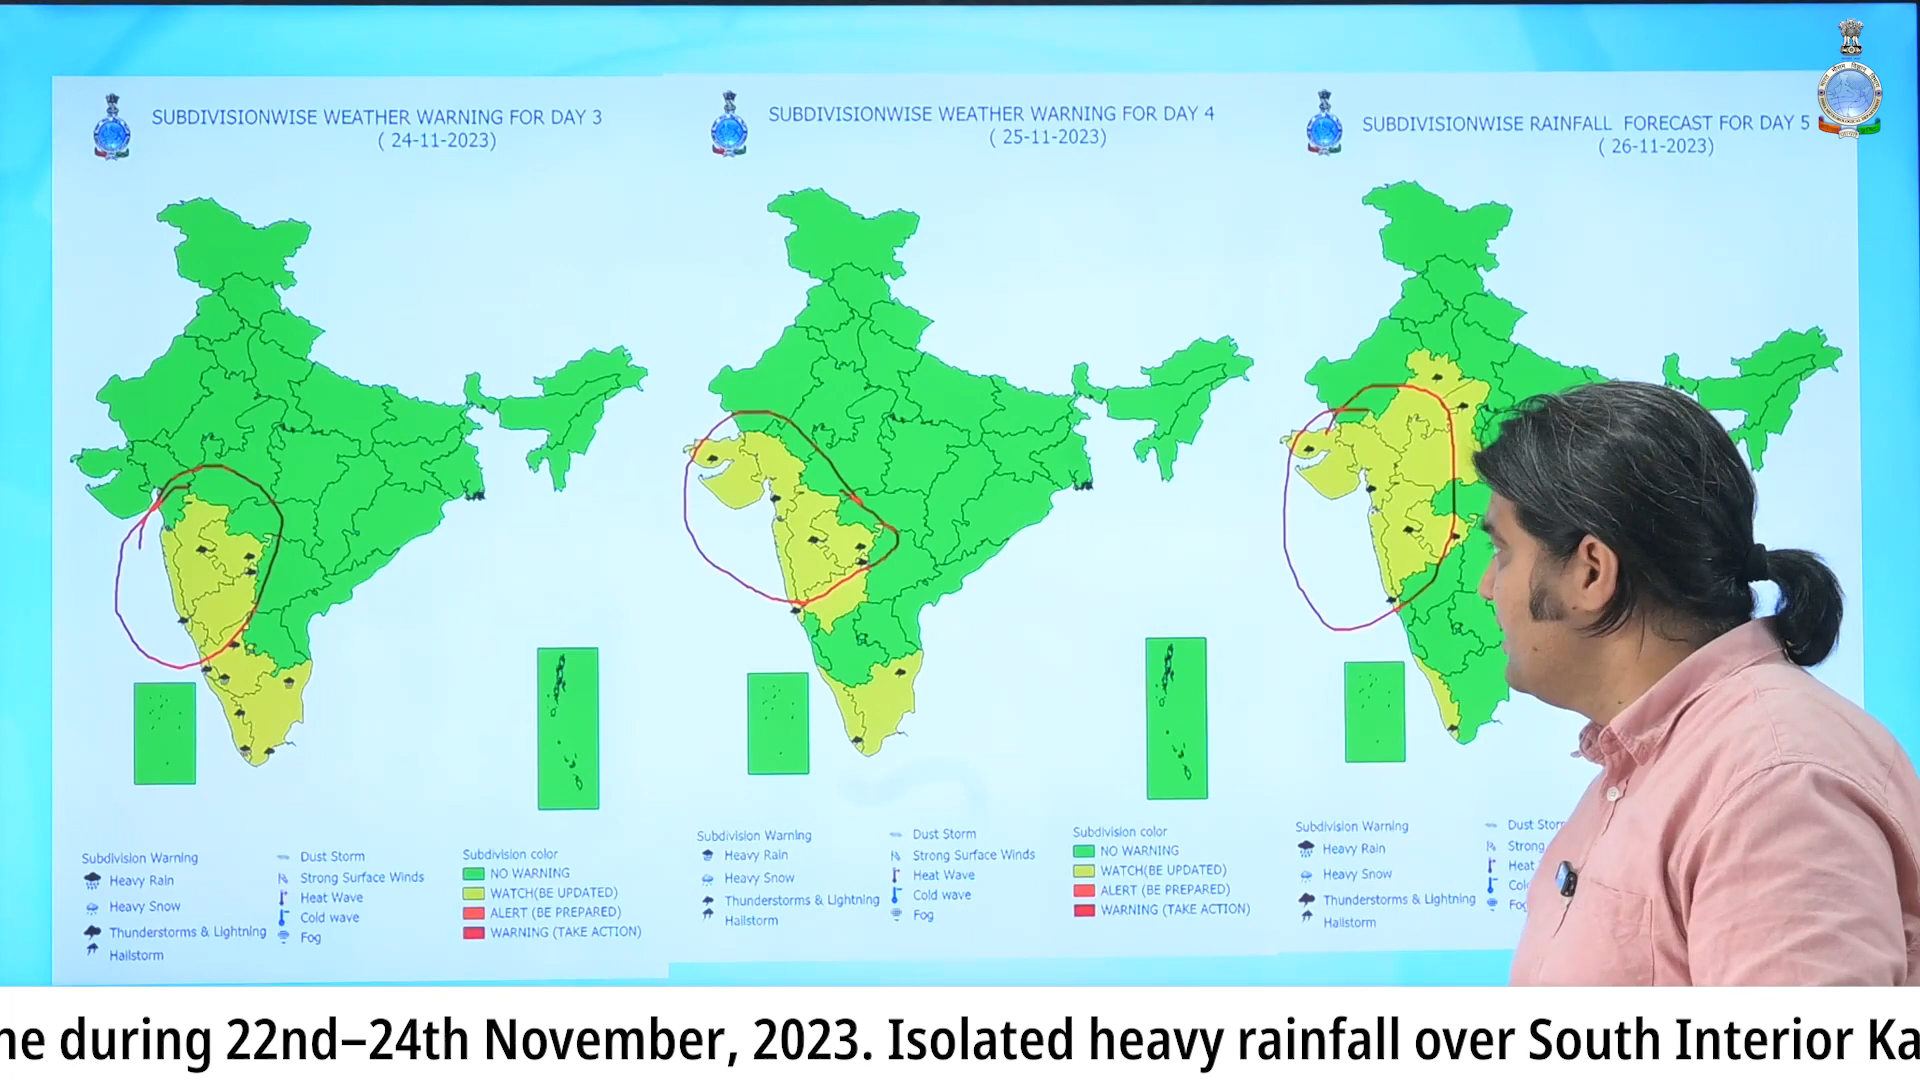 SUBDIVISIONWISE WEATHER WARNING FOR DAY 3
( 24-11-2023)
SUBDIVISIONWISE WEATHER WARNING FOR DAY 4
( 25-11-2023)
SUBDIVISIONWISE RAINFALL FORECAST FOR DAY 5
( 26-11-2023)
Subdivision Warning
Heavy Rain
Heavy Snow
Thunderstorms & Lightning
Hailstorm
Dust Storm
Strong Surface Winds
Heat Wave
Cold wave
Fog
Subdivision color
NO WARNING
WATCH(BE UPDATED)
ALERT (BE PREPARED)
WARNING (TAKE ACTION)
Subdivision Warning
Heavy Rain
Heavy Snow
Thunderstorms & Lightning
Hailstorm
Dust Storm
Strong Surface Winds
Heat Wave
Cold wave
Fog
Subdivision color
NO WARNING
WATCH(BE UPDATED)
ALERT (BE PREPARED)
WARNING (TAKE ACTION)
Subdivision Warning
Heavy Rain
Heavy Snow
Thunderstorms & Lightning
Hailstorm
Dust Stor
Strong
Heat
Col
Fog
ne during 22nd–24th November, 2023. Isolated heavy rainfall over South Interior Ka